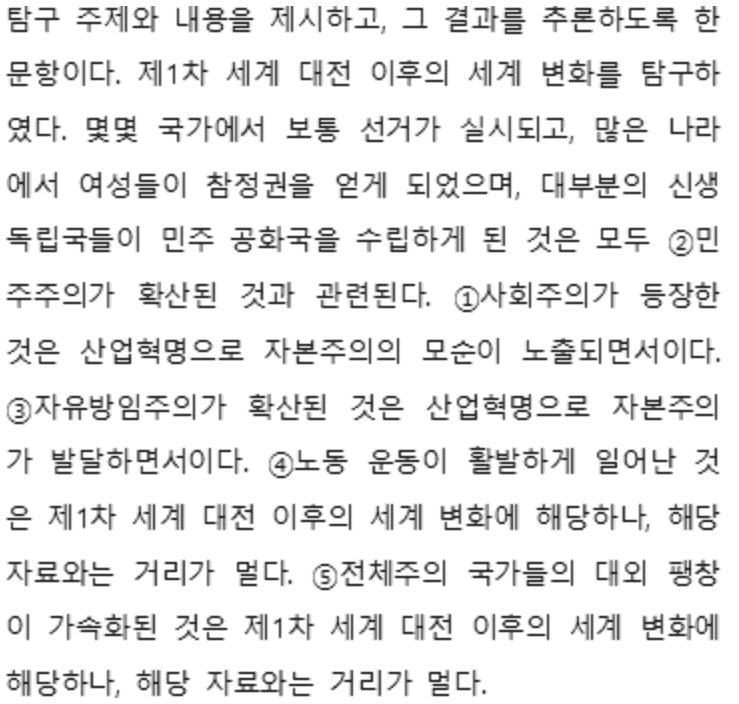 탐구 주제와 내용을 제시하고, 그 결과를 추론하도록 한
문항이다. 제1차 세계 대전 이후의 세계 변화를 탐구하
였다. 몇몇 국가에서 보통 선거가 실시되고, 많은 나라
에서 여성들이 참정권을 얻게 되었으며, 대부분의 신생
독립국들이 민주 공화국을 수립하게 된 것은 모두 ②민
주주의가 확산된 것과 관련된다. ①사회주의가 등장한
것은 산업혁명으로 자본주의의 모순이 노출되면서이다.
③자유방임주의가 확산된 것은 산업혁명으로 자본주의
가 발달하면서이다. ④노동 운동이 활발하게 일어난 것
은 제1차 세계 대전 이후의 세계 변화에 해당하나, 해당
자료와는 거리가 멀다. ⑤전체주의 국가들의 대외 팽창
이 가속화된 것은 제1차 세계 대전 이후의 세계 변화에
해당하나, 해당 자료와는 거리가 멀다.